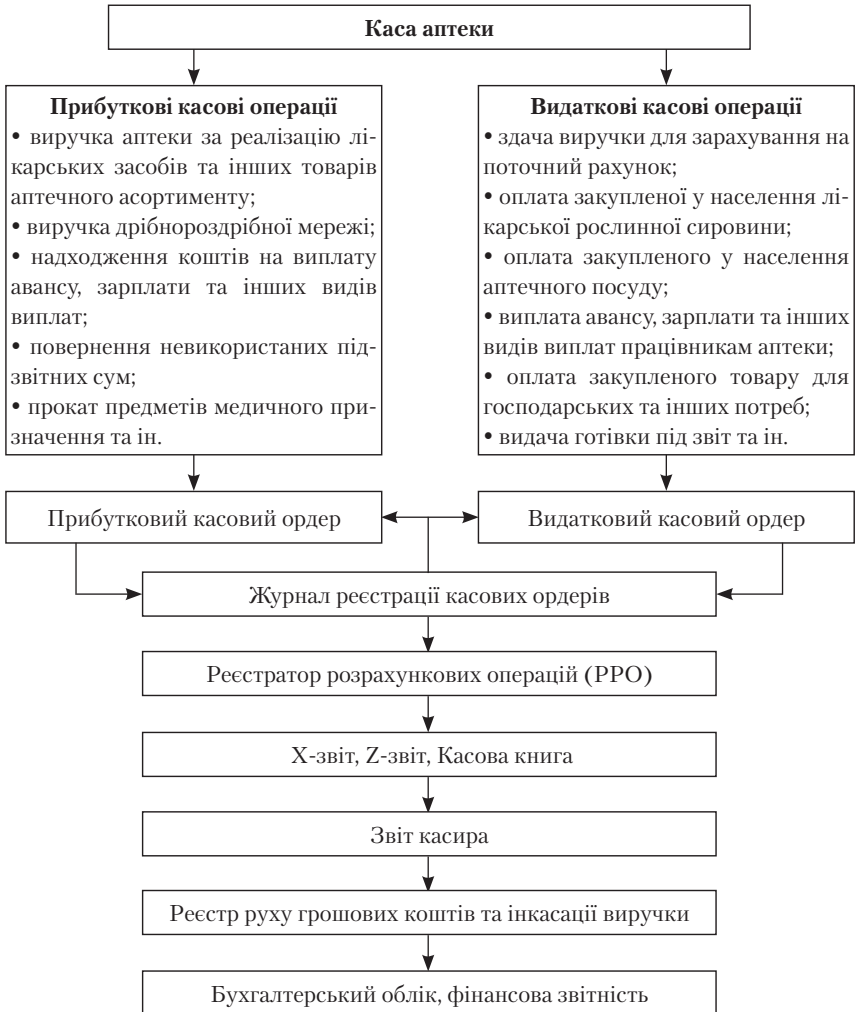 Каса аптеки
Прибуткові касові операції
• виручка аптеки за реалізацію лі-
карських засобів та інших товарів
аптечного асортименту;
• виручка дрібнороздрібної мережі;
• надходження коштів на виплату
авансу, зарплати та інших видів
виплат;
• повернення невикористаних під-
звітних сум;
• прокат предметів медичного при-
значення та ін.
Видаткові касові операції
• здача виручки для зарахування на
поточний рахунок;
• оплата закупленої у населення лі-
карської рослинної сировини;
• оплата закупленого у населення
аптечного посуду;
• виплата авансу, зарплати та інших
видів виплат працівникам аптеки;
• оплата закупленого товару для
господарських та інших потреб;
• видача готівки під звіт та ін.
Прибутковий касовий ордер
Видатковий касовий ордер
Журнал реєстрації касових ордерів
Реєстратор розрахункових операцій (РРО)
Х-звіт, Z-звіт, Касова книга
Звіт касира
Реєстр руху грошових коштів та інкасації виручки
Бухгалтерський облік, фінансова звітність